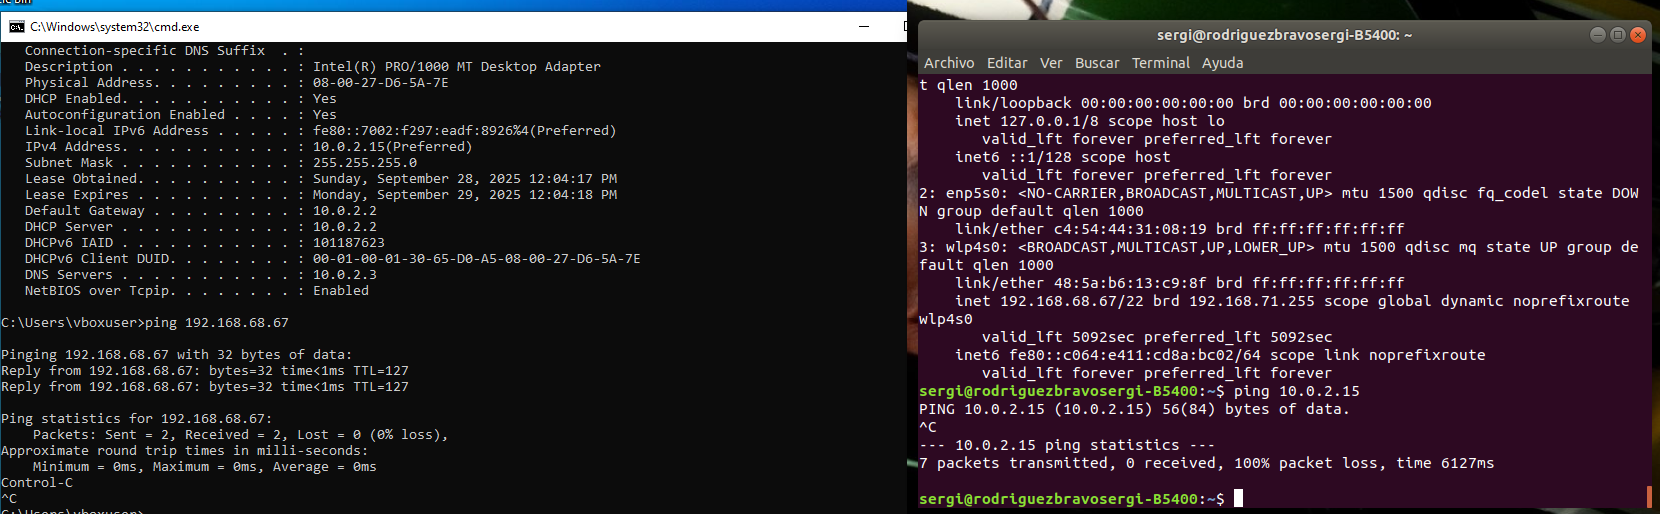 C:\Windows\system32\cmd.exe
Connection-specific DNS Suffix  . :
Description . . . . . . . . . . . : Intel(R) PRO/1000 MT Desktop Adapter
Physical Address. . . . . . . . . : 08-00-27-D6-5A-7E
DHCP Enabled. . . . . . . . . . . : Yes
Autoconfiguration Enabled . . . . : Yes
Link-local IPv6 Address . . . . . : fe80::7002:f297:eadf:8926%4(Preferred)
IPv4 Address. . . . . . . . . . . : 10.0.2.15(Preferred)
Subnet Mask . . . . . . . . . . . : 255.255.255.0
Lease Obtained. . . . . . . . . . : Sunday, September 28, 2025 12:04:17 PM
Lease Expires . . . . . . . . . . : Monday, September 29, 2025 12:04:18 PM
Default Gateway . . . . . . . . . : 10.0.2.2
DHCP Server . . . . . . . . . . . : 10.0.2.2
DHCPv6 IAID . . . . . . . . . . . : 101187623
DHCPv6 Client DUID. . . . . . . . : 00-01-00-01-30-65-D0-A5-08-00-27-D6-5A-7E
DNS Servers . . . . . . . . . . . : 10.0.2.3
NetBIOS over Tcpip. . . . . . . . : Enabled
C:\Users\vboxuser>ping 192.168.68.67
Pinging 192.168.68.67 with 32 bytes of data:
Reply from 192.168.68.67: bytes=32 time<1ms TTL=127
Reply from 192.168.68.67: bytes=32 time<1ms TTL=127
Ping statistics for 192.168.68.67:
Packets: Sent = 2, Received = 2, Lost = 0 (0% loss),
Approximate round trip times in milli-seconds:
Minimum = 0ms, Maximum = 0ms, Average = 0ms
Control-C
^C
C:\Users\vboxuser>
sergi@rodriguezbravosergi-B5400: ~
Archivo Editar Ver Buscar Terminal Ayuda
t qlen 1000
link/loopback 00:00:00:00:00:00 brd 00:00:00:00:00:00
inet 127.0.0.1/8 scope host lo
valid_lft forever preferred_lft forever
inet6 ::1/128 scope host
valid_lft forever preferred_lft forever
2: enp5s0: <NO-CARRIER,BROADCAST,MULTICAST,UP> mtu 1500 qdisc fq_codel state DOW
N group default qlen 1000
link/ether c4:54:44:31:08:19 brd ff:ff:ff:ff:ff:ff
3: wlp4s0: <BROADCAST,MULTICAST,UP,LOWER_UP> mtu 1500 qdisc mq state UP group de
fault qlen 1000
link/ether 48:5a:b6:13:c9:8f brd ff:ff:ff:ff:ff:ff
inet 192.168.68.67/22 brd 192.168.71.255 scope global dynamic noprefixroute
wlp4s0
valid_lft 5092sec preferred_lft 5092sec
inet6 fe80::c064:e411:cd8a:bc02/64 scope link noprefixroute
valid_lft forever preferred_lft forever
sergi@rodriguezbravosergi-B5400:~$ ping 10.0.2.15
PING 10.0.2.15 (10.0.2.15) 56(84) bytes of data.
^C
--- 10.0.2.15 ping statistics ---
7 packets transmitted, 0 received, 100% packet loss, time 6127ms
sergi@rodriguezbravosergi-B5400:~$